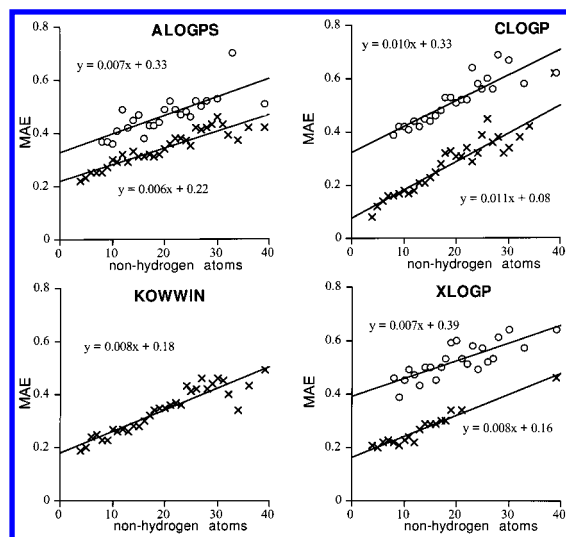 ALOGPS
MAE
0.8
0.6
0.4
0.2
0
y = 0.007x + 0.33
y = 0.006x + 0.22
0 10 20 30 40
non-hydrogen atoms
CLOGP
MAE
0.8
0.6
0.4
0.2
0
y = 0.010x + 0.33
y = 0.011x + 0.08
0 10 20 30 40
non-hydrogen atoms
KOWWIN
MAE
0.8
0.6
0.4
0.2
0
y = 0.008x + 0.18
0 10 20 30 40
non-hydrogen atoms
XLOGP
MAE
0.8
0.6
0.4
0.2
0
y = 0.007x + 0.39
y = 0.008x + 0.16
0 10 20 30 40
non-hydrogen atoms